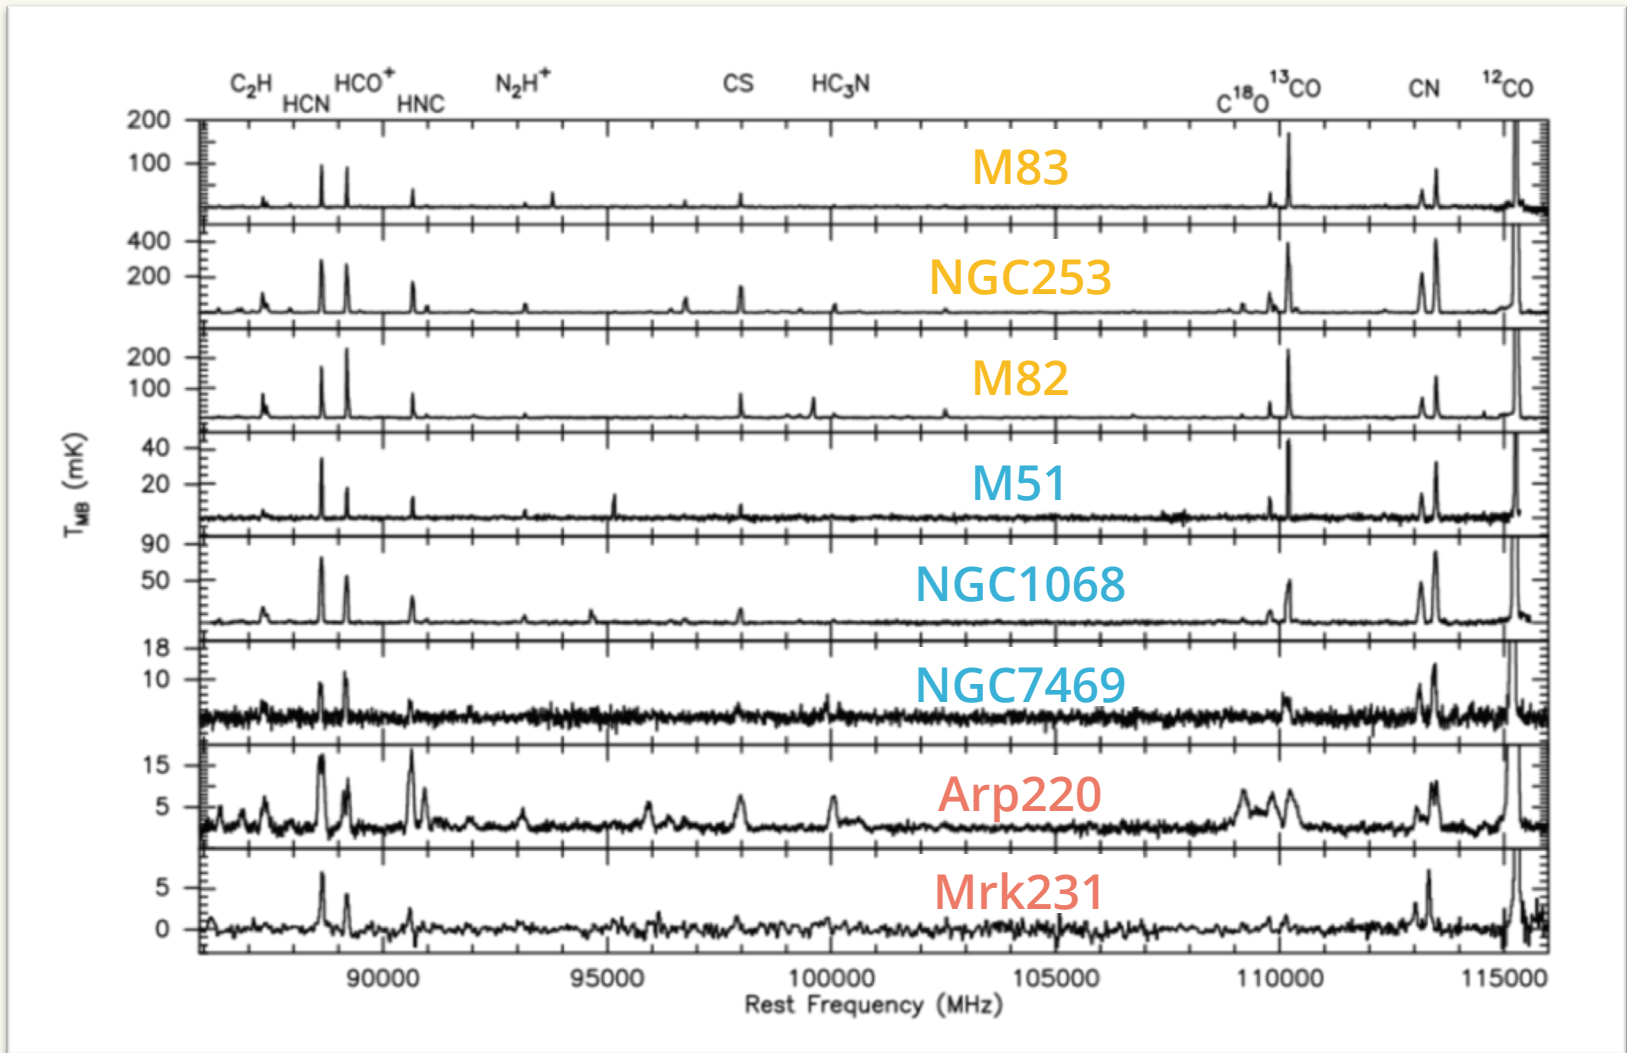 C₂H HCO⁺ N₂H⁺ CS HC₃N ¹³CO CN ¹²CO
HCN HNC C¹⁸O
200
100
M83
400
200
NGC253
200
100
M82
40
20
M51
90
50
NGC1068
18
10
NGC7469
15
5
Arp220
5
0
Mrk231
T_MB (mK)
90000 95000 100000 105000 110000 115000
Rest Frequency (MHz)